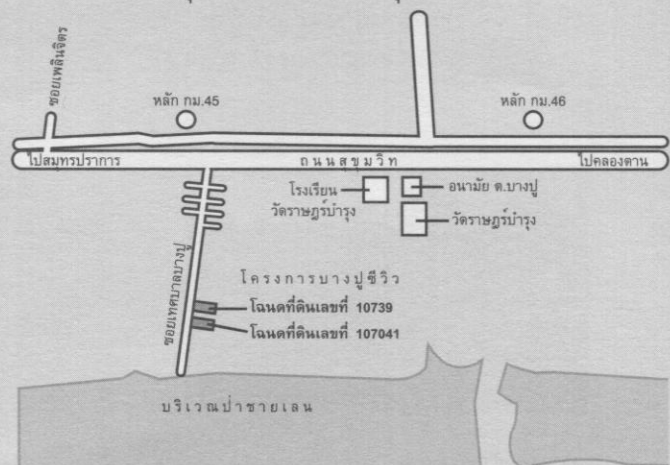 ซอยเพลินจิตร
หลัก กม.45
หลัก กม.46
ไปสมุทรปราการ
ถนนสุขุมวิท
ไปคลองด่าน
โรงเรียน
วัดราษฎร์บำรุง
อนามัย ต.บางปู
วัดราษฎร์บำรุง
ซอยเทศบาลบางปู
โครงการบางปูซีวิว
โฉนดที่ดินเลขที่ 10739
โฉนดที่ดินเลขที่ 107041
บริเวณป่าชายเลน